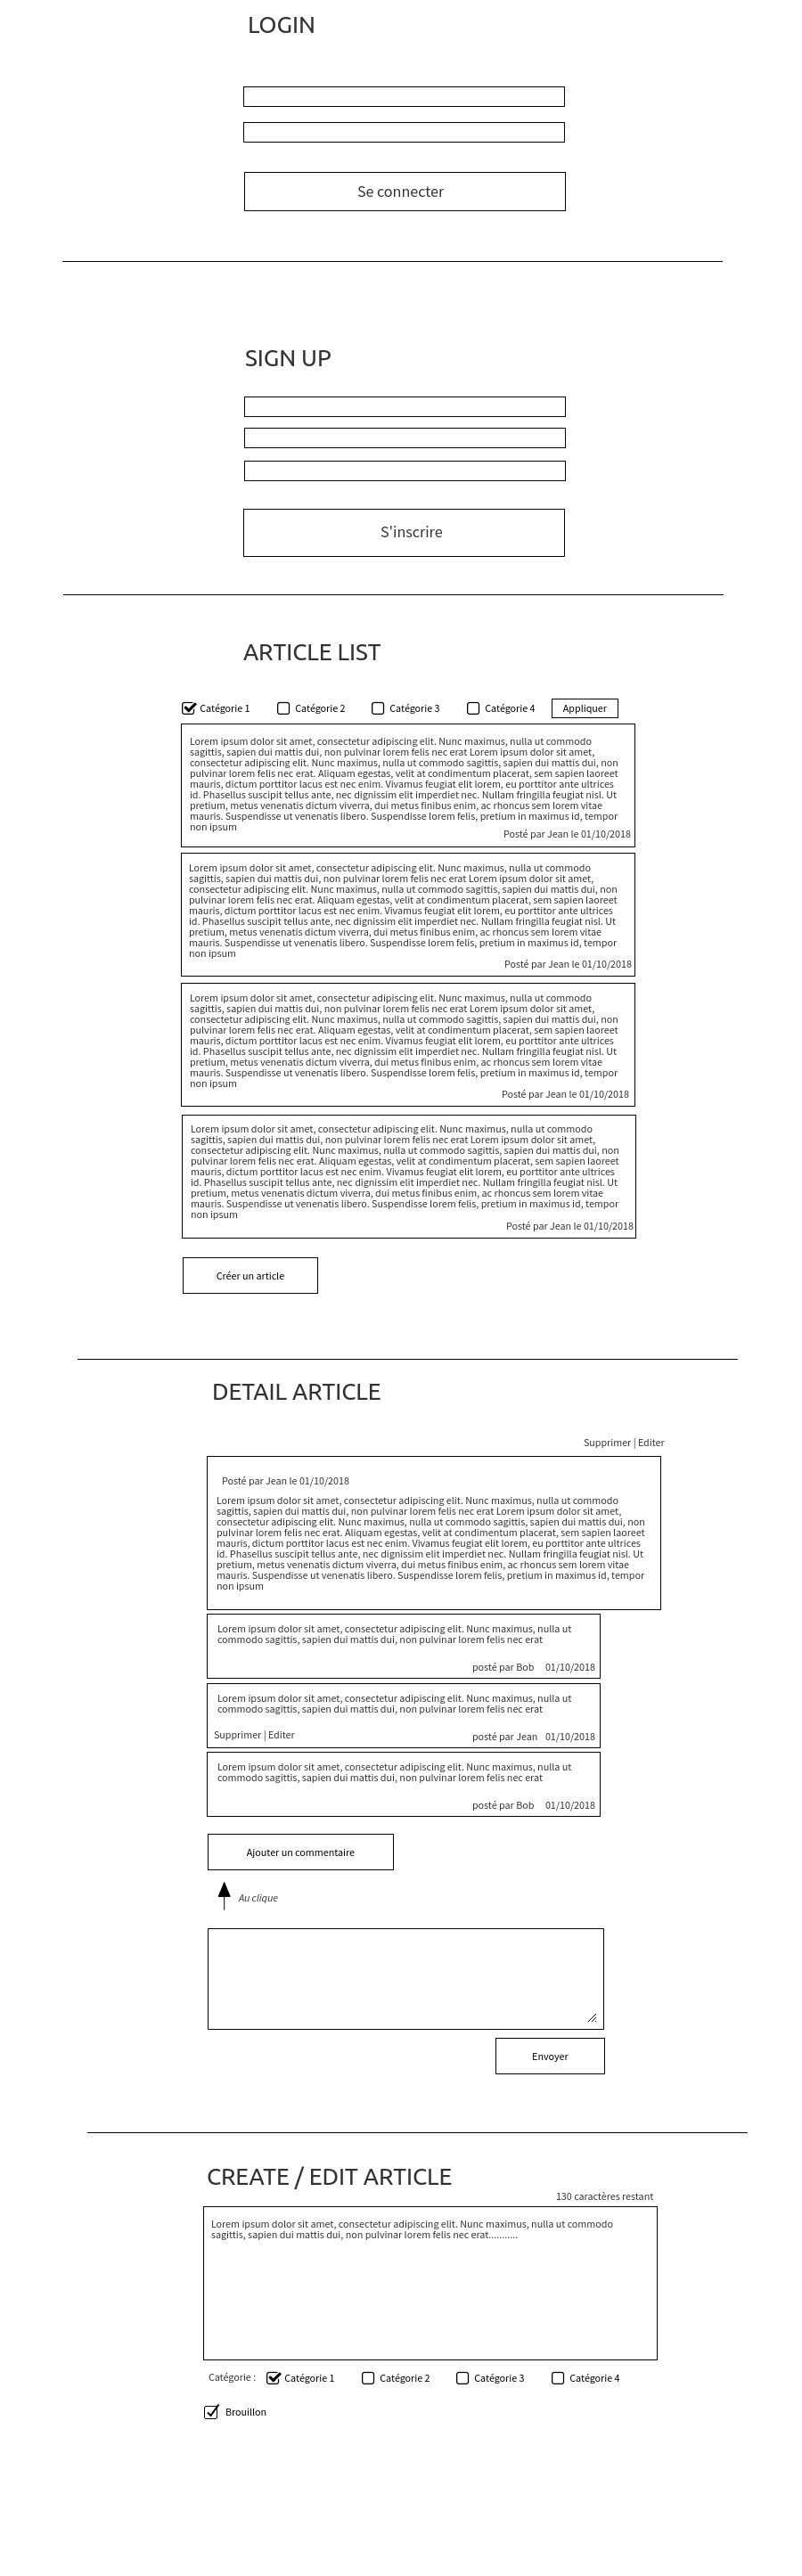 LOGIN
Se connecter
SIGN UP
S'inscrire
ARTICLE LIST
Catégorie 1 Catégorie 2 Catégorie 3 Catégorie 4 Appliquer
Lorem ipsum dolor sit amet, consectetur adipiscing elit. Nunc maximus, nulla ut commodo
sagittis, sapien dui mattis dui, non pulvinar lorem felis nec erat Lorem ipsum dolor sit amet,
consectetur adipiscing elit. Nunc maximus, nulla ut commodo sagittis, sapien dui mattis dui, non
pulvinar lorem felis nec erat. Aliquam egestas, velit at condimentum placerat, sem sapien laoreet
mauris, dictum porttitor lacus est nec enim. Vivamus feugiat elit lorem, eu porttitor ante ultrices
id. Phasellus suscipit tellus ante, nec dignissim elit imperdiet nec. Nullam fringilla feugiat nisl. Ut
pretium, metus venenatis dictum viverra, dui metus finibus enim, ac rhoncus sem lorem vitae
mauris. Suspendisse ut venenatis libero. Suspendisse lorem felis, pretium in maximus id, tempor
non ipsum
Posté par Jean le 01/10/2018
Lorem ipsum dolor sit amet, consectetur adipiscing elit. Nunc maximus, nulla ut commodo
sagittis, sapien dui mattis dui, non pulvinar lorem felis nec erat Lorem ipsum dolor sit amet,
consectetur adipiscing elit. Nunc maximus, nulla ut commodo sagittis, sapien dui mattis dui, non
pulvinar lorem felis nec erat. Aliquam egestas, velit at condimentum placerat, sem sapien laoreet
mauris, dictum porttitor lacus est nec enim. Vivamus feugiat elit lorem, eu porttitor ante ultrices
id. Phasellus suscipit tellus ante, nec dignissim elit imperdiet nec. Nullam fringilla feugiat nisl. Ut
pretium, metus venenatis dictum viverra, dui metus finibus enim, ac rhoncus sem lorem vitae
mauris. Suspendisse ut venenatis libero. Suspendisse lorem felis, pretium in maximus id, tempor
non ipsum
Posté par Jean le 01/10/2018
Lorem ipsum dolor sit amet, consectetur adipiscing elit. Nunc maximus, nulla ut commodo
sagittis, sapien dui mattis dui, non pulvinar lorem felis nec erat Lorem ipsum dolor sit amet,
consectetur adipiscing elit. Nunc maximus, nulla ut commodo sagittis, sapien dui mattis dui, non
pulvinar lorem felis nec erat. Aliquam egestas, velit at condimentum placerat, sem sapien laoreet
mauris, dictum porttitor lacus est nec enim. Vivamus feugiat elit lorem, eu porttitor ante ultrices
id. Phasellus suscipit tellus ante, nec dignissim elit imperdiet nec. Nullam fringilla feugiat nisl. Ut
pretium, metus venenatis dictum viverra, dui metus finibus enim, ac rhoncus sem lorem vitae
mauris. Suspendisse ut venenatis libero. Suspendisse lorem felis, pretium in maximus id, tempor
non ipsum
Posté par Jean le 01/10/2018
Lorem ipsum dolor sit amet, consectetur adipiscing elit. Nunc maximus, nulla ut commodo
sagittis, sapien dui mattis dui, non pulvinar lorem felis nec erat Lorem ipsum dolor sit amet,
consectetur adipiscing elit. Nunc maximus, nulla ut commodo sagittis, sapien dui mattis dui, non
pulvinar lorem felis nec erat. Aliquam egestas, velit at condimentum placerat, sem sapien laoreet
mauris, dictum porttitor lacus est nec enim. Vivamus feugiat elit lorem, eu porttitor ante ultrices
id. Phasellus suscipit tellus ante, nec dignissim elit imperdiet nec. Nullam fringilla feugiat nisl. Ut
pretium, metus venenatis dictum viverra, dui metus finibus enim, ac rhoncus sem lorem vitae
mauris. Suspendisse ut venenatis libero. Suspendisse lorem felis, pretium in maximus id, tempor
non ipsum
Posté par Jean le 01/10/2018
Créer un article
DETAIL ARTICLE
Supprimer | Editer
Posté par Jean le 01/10/2018
Lorem ipsum dolor sit amet, consectetur adipiscing elit. Nunc maximus, nulla ut commodo
sagittis, sapien dui mattis dui, non pulvinar lorem felis nec erat Lorem ipsum dolor sit amet,
consectetur adipiscing elit. Nunc maximus, nulla ut commodo sagittis, sapien dui mattis dui, non
pulvinar lorem felis nec erat. Aliquam egestas, velit at condimentum placerat, sem sapien laoreet
mauris, dictum porttitor lacus est nec enim. Vivamus feugiat elit lorem, eu porttitor ante ultrices
id. Phasellus suscipit tellus ante, nec dignissim elit imperdiet nec. Nullam fringilla feugiat nisl. Ut
pretium, metus venenatis dictum viverra, dui metus finibus enim, ac rhoncus sem lorem vitae
mauris. Suspendisse ut venenatis libero. Suspendisse lorem felis, pretium in maximus id, tempor
non ipsum
Lorem ipsum dolor sit amet, consectetur adipiscing elit. Nunc maximus, nulla ut
commodo sagittis, sapien dui mattis dui, non pulvinar lorem felis nec erat
posté par Bob 01/10/2018
Lorem ipsum dolor sit amet, consectetur adipiscing elit. Nunc maximus, nulla ut
commodo sagittis, sapien dui mattis dui, non pulvinar lorem felis nec erat
Supprimer | Editer posté par Jean 01/10/2018
Lorem ipsum dolor sit amet, consectetur adipiscing elit. Nunc maximus, nulla ut
commodo sagittis, sapien dui mattis dui, non pulvinar lorem felis nec erat
posté par Bob 01/10/2018
Ajouter un commentaire
Au clique
Envoyer
CREATE / EDIT ARTICLE
130 caractères restant
Lorem ipsum dolor sit amet, consectetur adipiscing elit. Nunc maximus, nulla ut commodo
sagittis, sapien dui mattis dui, non pulvinar lorem felis nec erat...........
Catégorie : Catégorie 1 Catégorie 2 Catégorie 3 Catégorie 4
Brouillon